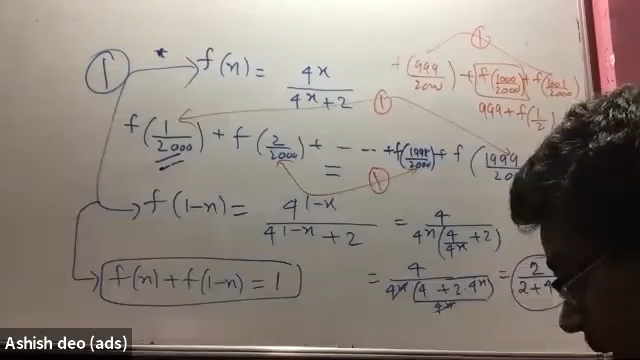 ① * → f(x) = 4^x / (4^x + 2)
f(1/2000) + f(2/2000) + - - - + f(1998/2000) + f(1999/200
f(999/2000) + f(1000/2000) + f(1001/2000)
999 + f(1/2)
① ① ①
f(1-x) = 4^(1-x) / (4^(1-x) + 2) = 4 / (4^x (4/4^x + 2))
= 4 / (4^x (4 + 2·4^x) / 4^x) = 2 / (2 + 4
f(x) + f(1-x) = 1
Ashish deo (ads)